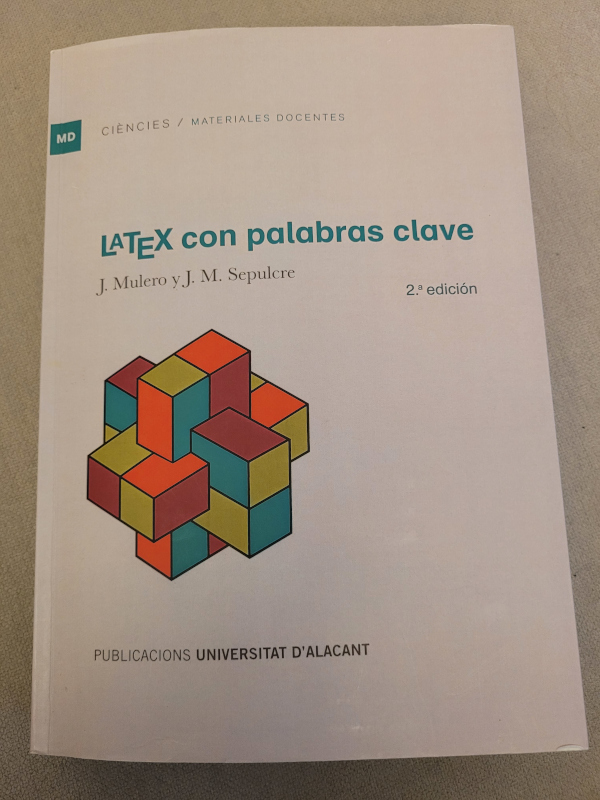 MD
CIÈNCIES / MATERIALES DOCENTES
LATEX con palabras clave
J. Mulero y J. M. Sepulcre
2.ª edición
PUBLICACIONS UNIVERSITAT D'ALACANT